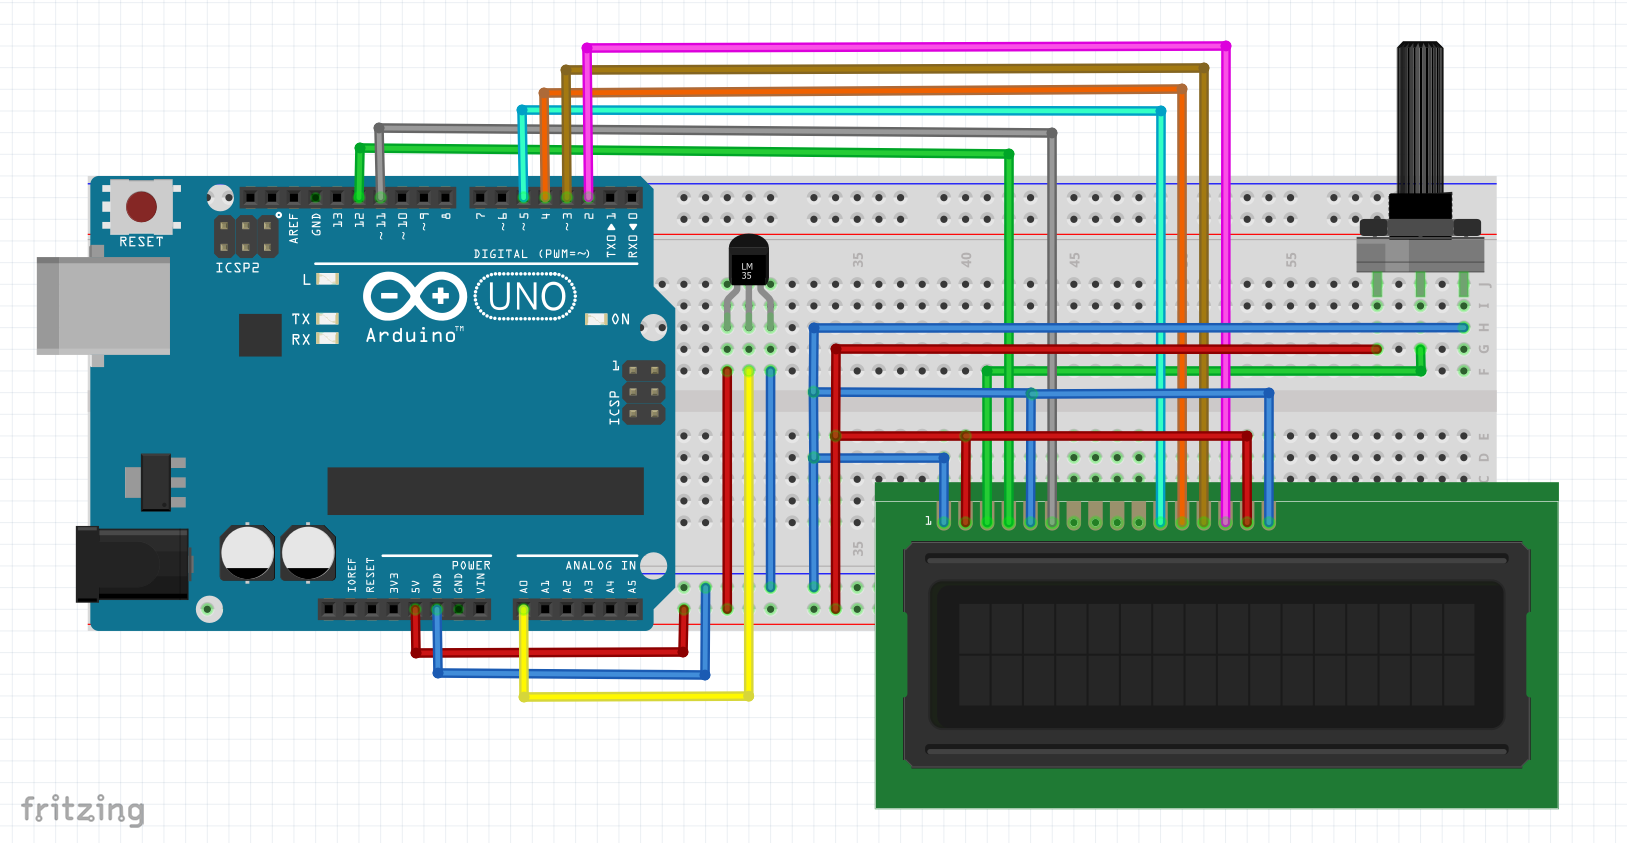 RESET
ICSP2
AREF
GND
13
12
~11
~10
~9
8
7
~6
~5
4
~3
2
TX0▶1
RX0◀0
DIGITAL (PWM=~)
L
TX
RX
UNO
Arduino™
ON
1
ICSP
POWER
ANALOG IN
IOREF
RESET
3V3
5V
GND
GND
VIN
A0
A1
A2
A3
A4
A5
LM
35
35
40
45
55
J
I
H
G
F
E
D
C
35
1
fritzing